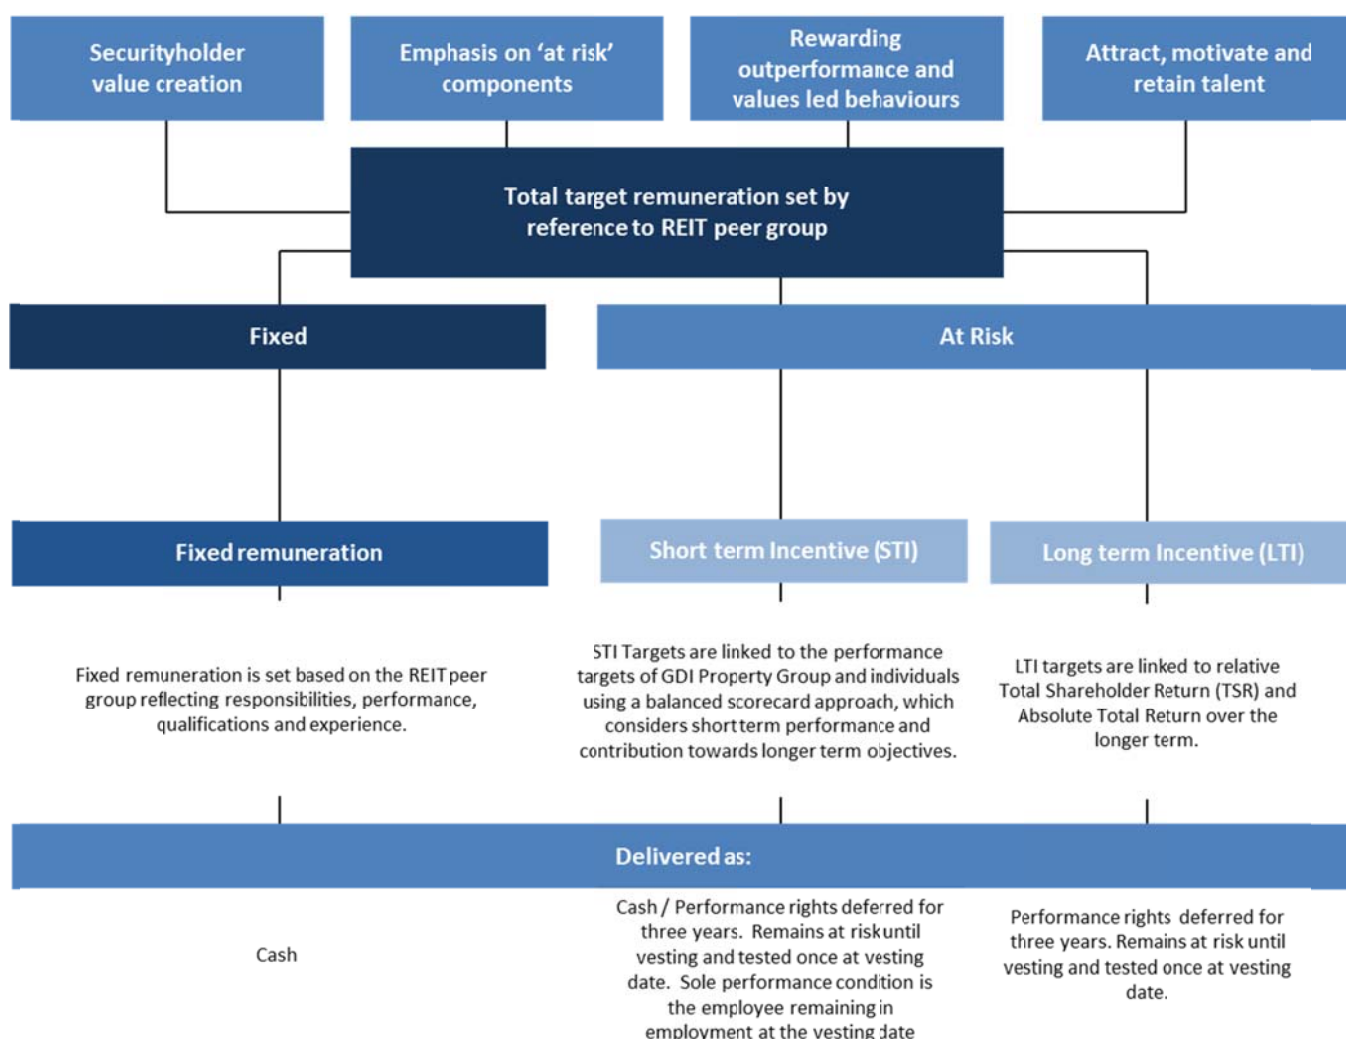 Securityholder
value creation
Emphasis on ‘at risk’
components
Rewarding
outperformance and
values led behaviours
Attract, motivate and
retain talent
Total target remuneration set by
reference to REIT peer group
Fixed
At Risk
Fixed remuneration
Short term Incentive (STI)
Long term Incentive (LTI)
Fixed remuneration is set based on the REIT peer
group reflecting responsibilities, performance,
qualifications and experience.
STI Targets are linked to the performance
targets of GDI Property Group and individuals
using a balanced scorecard approach, which
considers short term performance and
contribution towards longer term objectives.
LTI targets are linked to relative
Total Shareholder Return (TSR) and
Absolute Total Return over the
longer term.
Delivered as:
Cash
Cash / Performance rights deferred for
three years. Remains at risk until
vesting and tested once at vesting
date. Sole performance condition is
the employee remaining in
employment at the vesting date
Performance rights deferred for
three years. Remains at risk until
vesting and tested once at vesting
date.